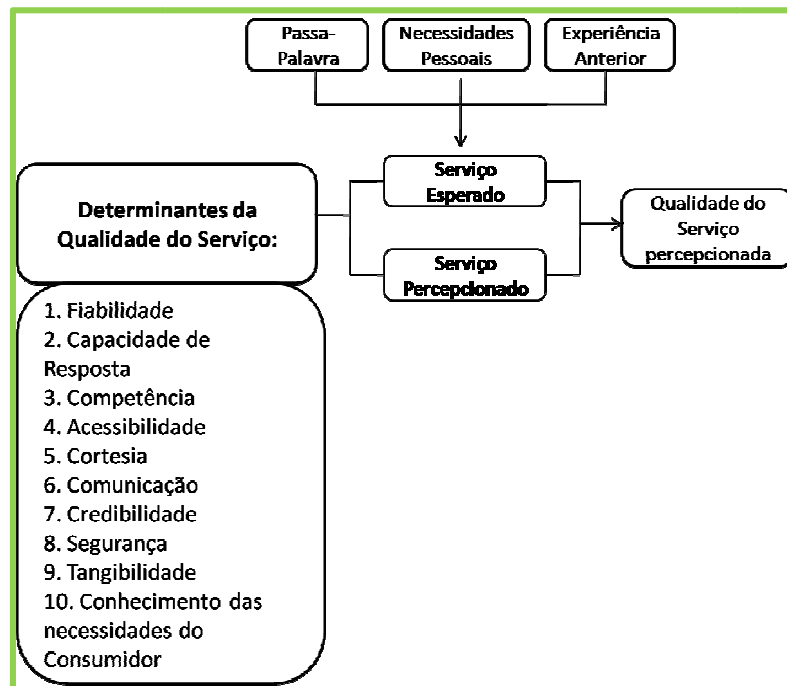 Passa-
Palavra
Necessidades
Pessoais
Experiência
Anterior
Serviço
Esperado
Determinantes da
Qualidade do Serviço:
Qualidade do
Serviço
percepcionada
Serviço
Percepcionado
1. Fiabilidade
2. Capacidade de
Resposta
3. Competência
4. Acessibilidade
5. Cortesia
6. Comunicação
7. Credibilidade
8. Segurança
9. Tangibilidade
10. Conhecimento das
necessidades do
Consumidor